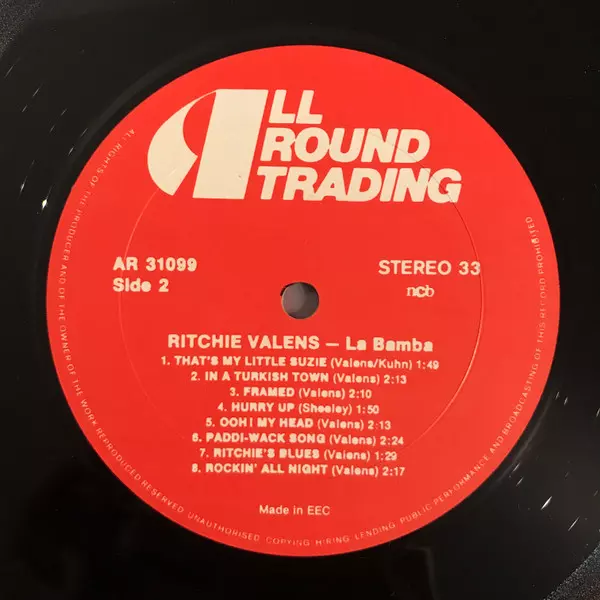 ALL
ROUND
TRADING
AR 31099
Side 2
STEREO 33
ncb
RITCHIE VALENS — La Bamba
1. THAT'S MY LITTLE SUZIE (Valens/Kuhn) 1:49
2. IN A TURKISH TOWN (Valens) 2:13
3. FRAMED (Valens) 2:10
4. HURRY UP (Sheeley) 1:50
5. OOH! MY HEAD (Valens) 2:13
6. PADDI-WACK SONG (Valens) 2:24
7. RITCHIE'S BLUES (Valens) 1:29
8. ROCKIN' ALL NIGHT (Valens) 2:17
Made in EEC
ALL RIGHTS OF THE PRODUCER AND OF THE OWNER OF THE WORK REPRODUCED RESERVED UNAUTHORISED COPYING HIRING LENDING PUBLIC PERFORMANCE AND BROADCASTING OF THIS RECORD PROHIBITED